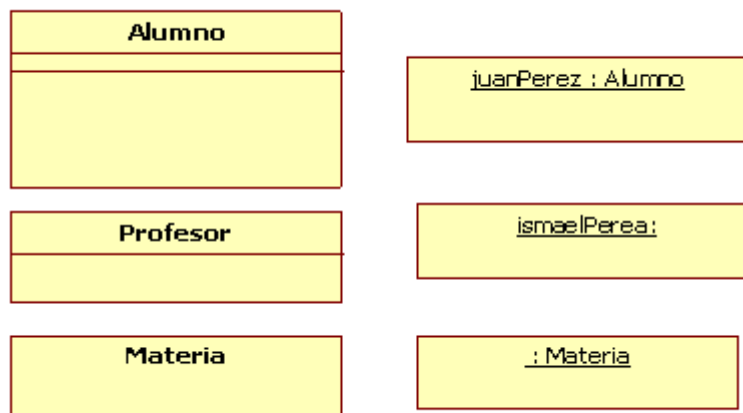 Alumno
juanPerez : Alumno
Profesor
ismaelPerea:
Materia
: Materia